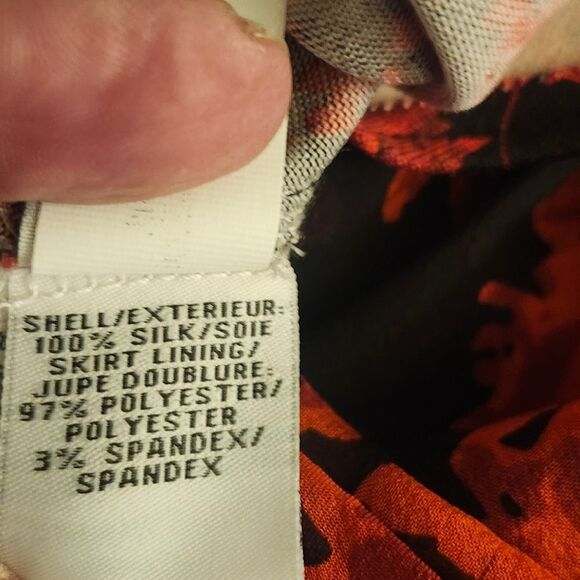 SHELL/EXTERIEUR:
100% SILK/SOIE
SKIRT LINING/
JUPE DOUBLURE:
97% POLYESTER/
POLYESTER
3% SPANDEX/
SPANDEX